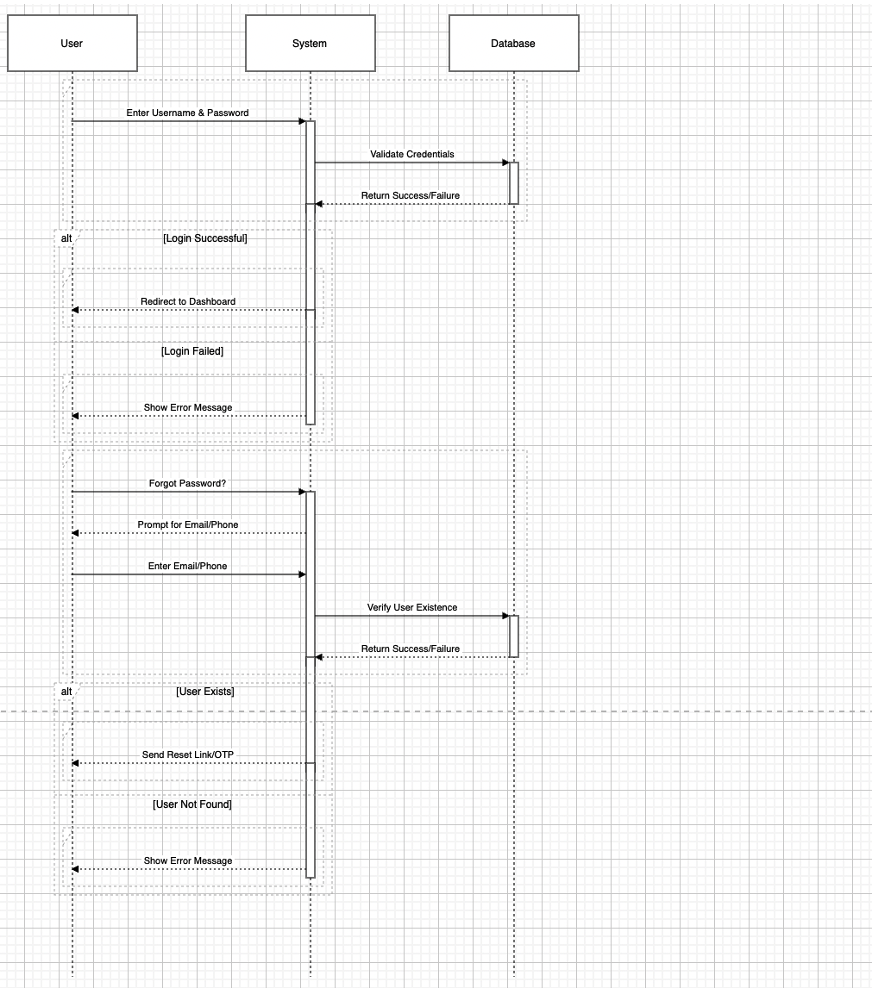 User
System
Database
Enter Username & Password
Validate Credentials
Return Success/Failure
alt
[Login Successful]
Redirect to Dashboard
[Login Failed]
Show Error Message
Forgot Password?
Prompt for Email/Phone
Enter Email/Phone
Verify User Existence
Return Success/Failure
alt
[User Exists]
Send Reset Link/OTP
[User Not Found]
Show Error Message